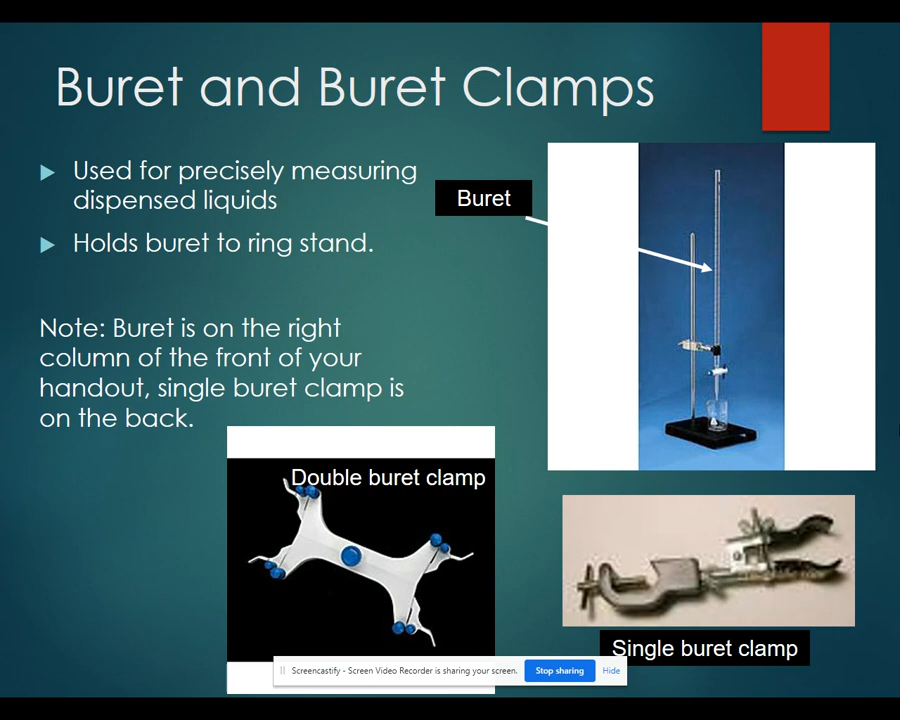 Buret and Buret Clamps
Used for precisely measuring
dispensed liquids
Holds buret to ring stand.
Note: Buret is on the right
column of the front of your
handout, single buret clamp is
on the back.
Buret
Double buret clamp
Single buret clamp
Screencastify - Screen Video Recorder is sharing your screen.
Stop sharing
Hide